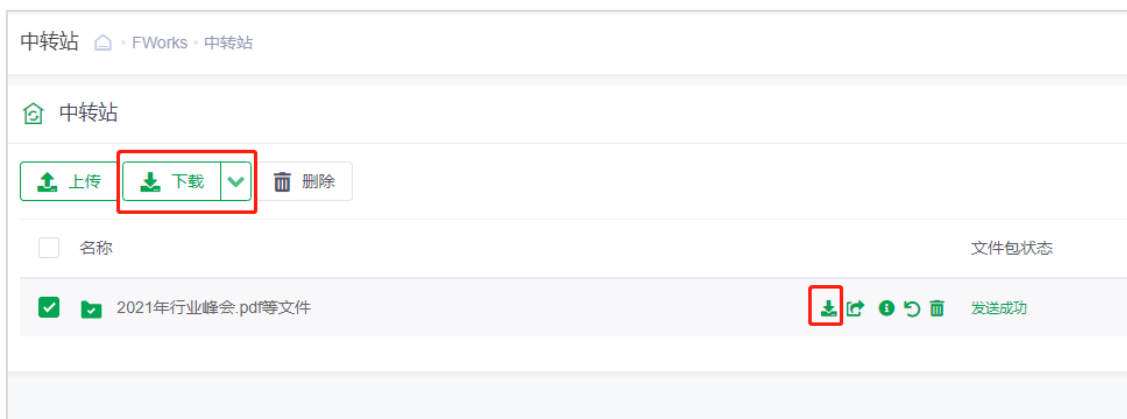 中转站 • FWorks • 中转站
中转站
上传 下载 删除
名称 文件包状态
2021年行业峰会.pdf等文件 发送成功